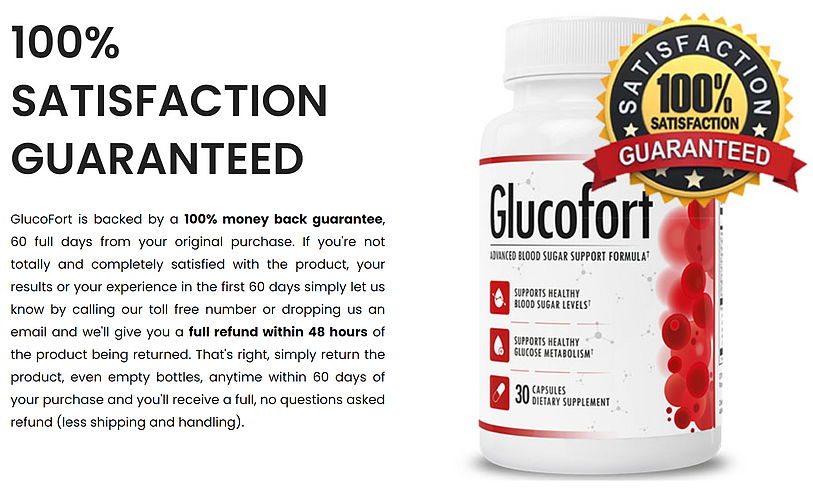 100%
SATISFACTION
GUARANTEED
GlucoFort is backed by a 100% money back guarantee,
60 full days from your original purchase. If you're not
totally and completely satisfied with the product, your
results or your experience in the first 60 days simply let us
know by calling our toll free number or dropping us an
email and we'll give you a full refund within 48 hours of
the product being returned. That's right, simply return the
product, even empty bottles, anytime within 60 days of
your purchase and you'll receive a full, no questions asked
refund (less shipping and handling).
SATISFACTION
100%
SATISFACTION
GUARANTEED
Glucofort
ADVANCED BLOOD SUGAR SUPPORT FORMULA†
SUPPORTS HEALTHY
BLOOD SUGAR LEVELS†
SUPPORTS HEALTHY
GLUCOSE METABOLISM†
30 CAPSULES
DIETARY SUPPLEMENT